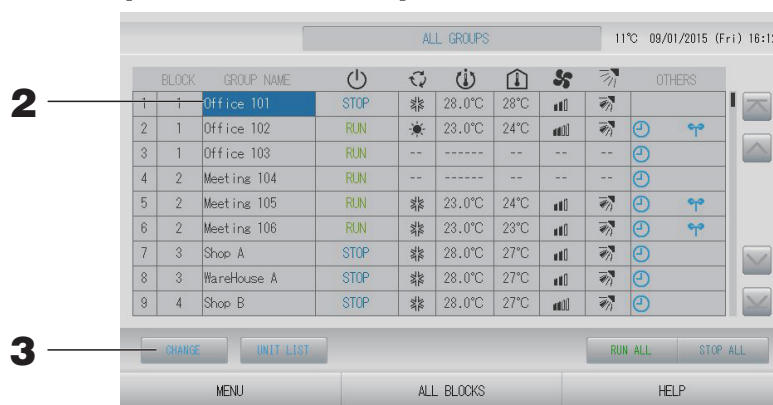 ALL GROUPS 11°C 09/01/2015 (Fri) 16:1
BLOCK GROUP NAME OTHERS
2
1 1 Office 101 STOP 28.0°C 28°C
2 1 Office 102 RUN 23.0°C 24°C
3 1 Office 103 RUN -- ------ -- -- --
4 2 Meeting 104 RUN -- ------ -- -- --
5 2 Meeting 105 RUN 23.0°C 24°C
6 2 Meeting 106 RUN 23.0°C 23°C
7 3 Shop A STOP 28.0°C 27°C
8 3 WareHouse A STOP 28.0°C 27°C
9 4 Shop B STOP 28.0°C 27°C
3
CHANGE UNIT LIST RUN ALL STOP ALL
MENU ALL BLOCKS HELP